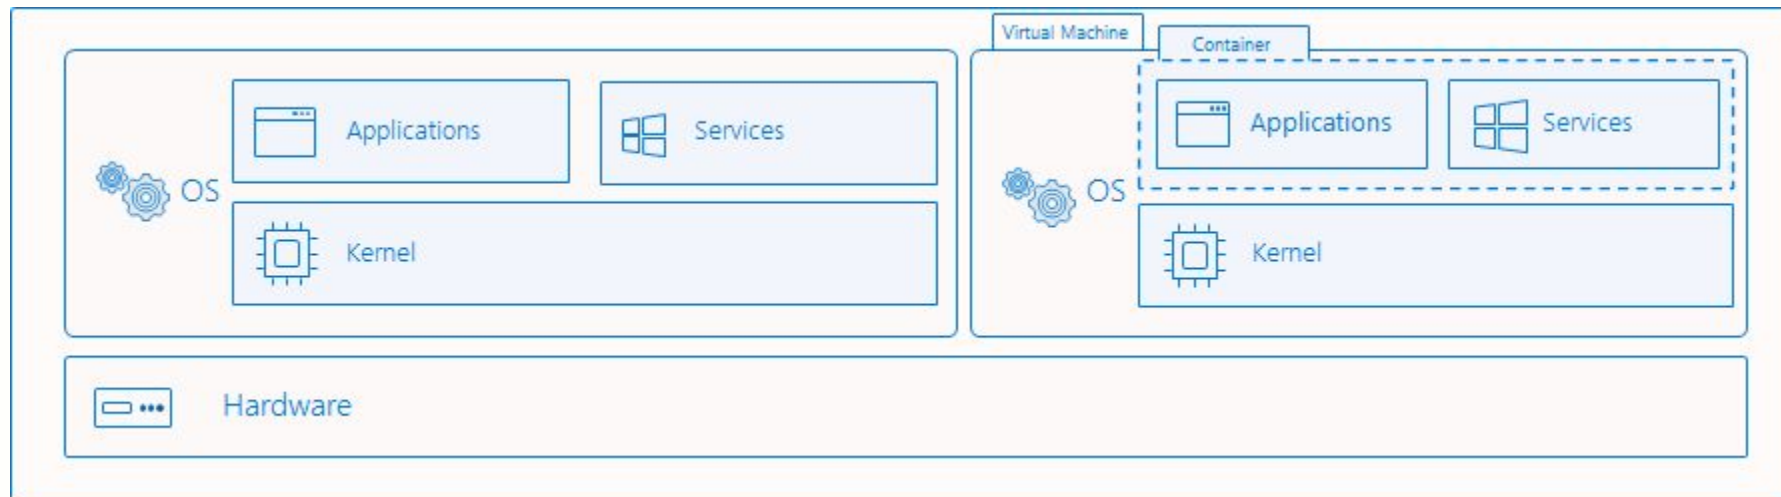 Virtual Machine
Container
Applications
Services
OS
Kernel
Applications
Services
OS
Kernel
Hardware